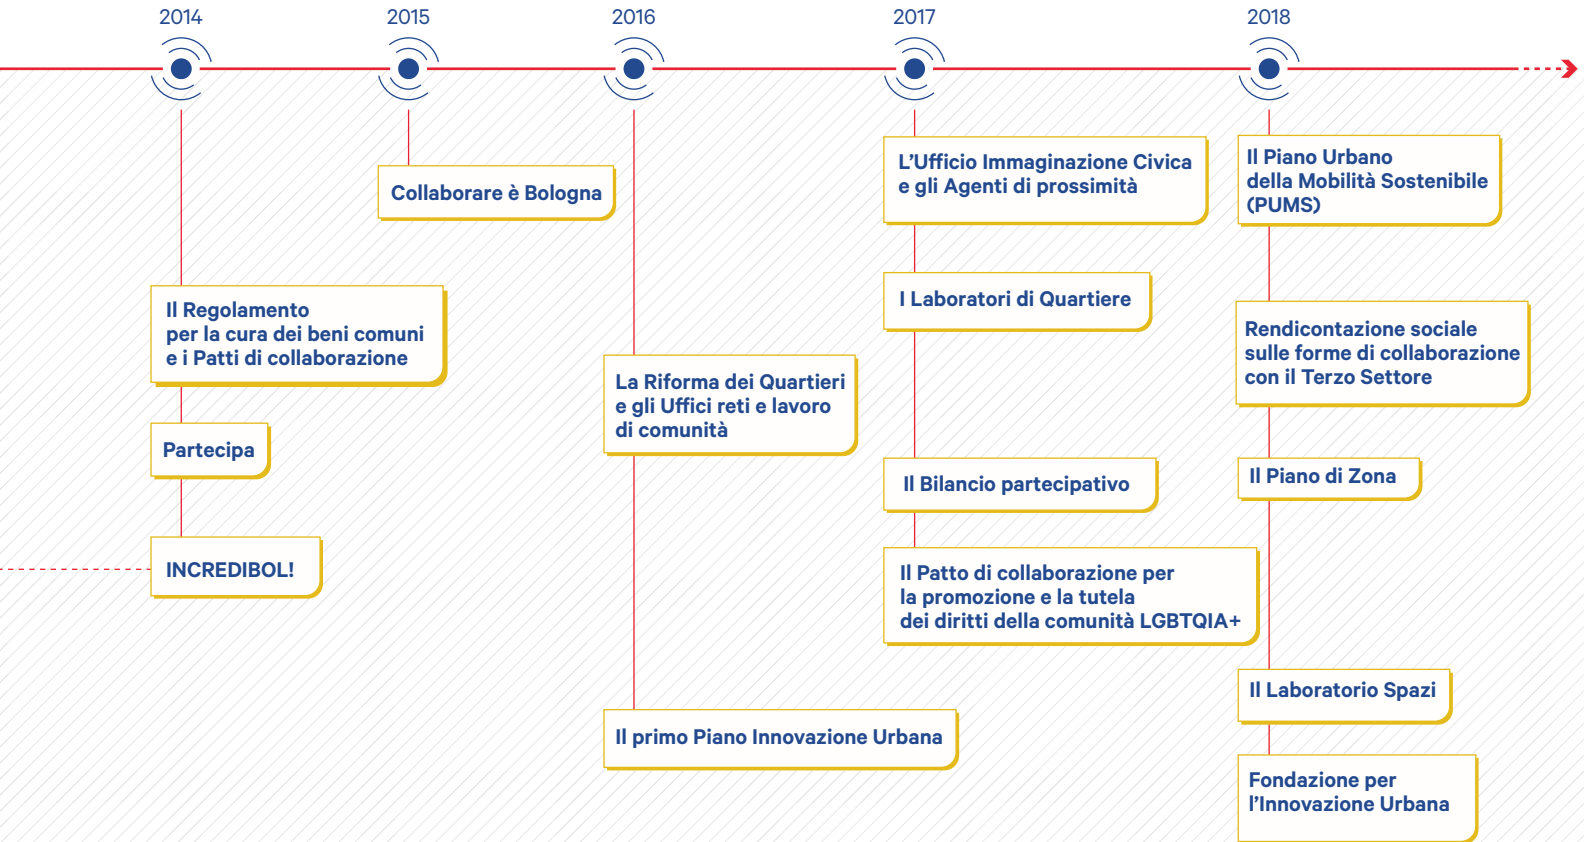 2014
2015
2016
2017
2018
Il Regolamento
per la cura dei beni comuni
e i Patti di collaborazione
Partecipa
INCREDIBOL!
Collaborare è Bologna
La Riforma dei Quartieri
e gli Uffici reti e lavoro
di comunità
Il primo Piano Innovazione Urbana
L’Ufficio Immaginazione Civica
e gli Agenti di prossimità
I Laboratori di Quartiere
Il Bilancio partecipativo
Il Patto di collaborazione per
la promozione e la tutela
dei diritti della comunità LGBTQIA+
Il Piano Urbano
della Mobilità Sostenibile
(PUMS)
Rendicontazione sociale
sulle forme di collaborazione
con il Terzo Settore
Il Piano di Zona
Il Laboratorio Spazi
Fondazione per
l’Innovazione Urbana